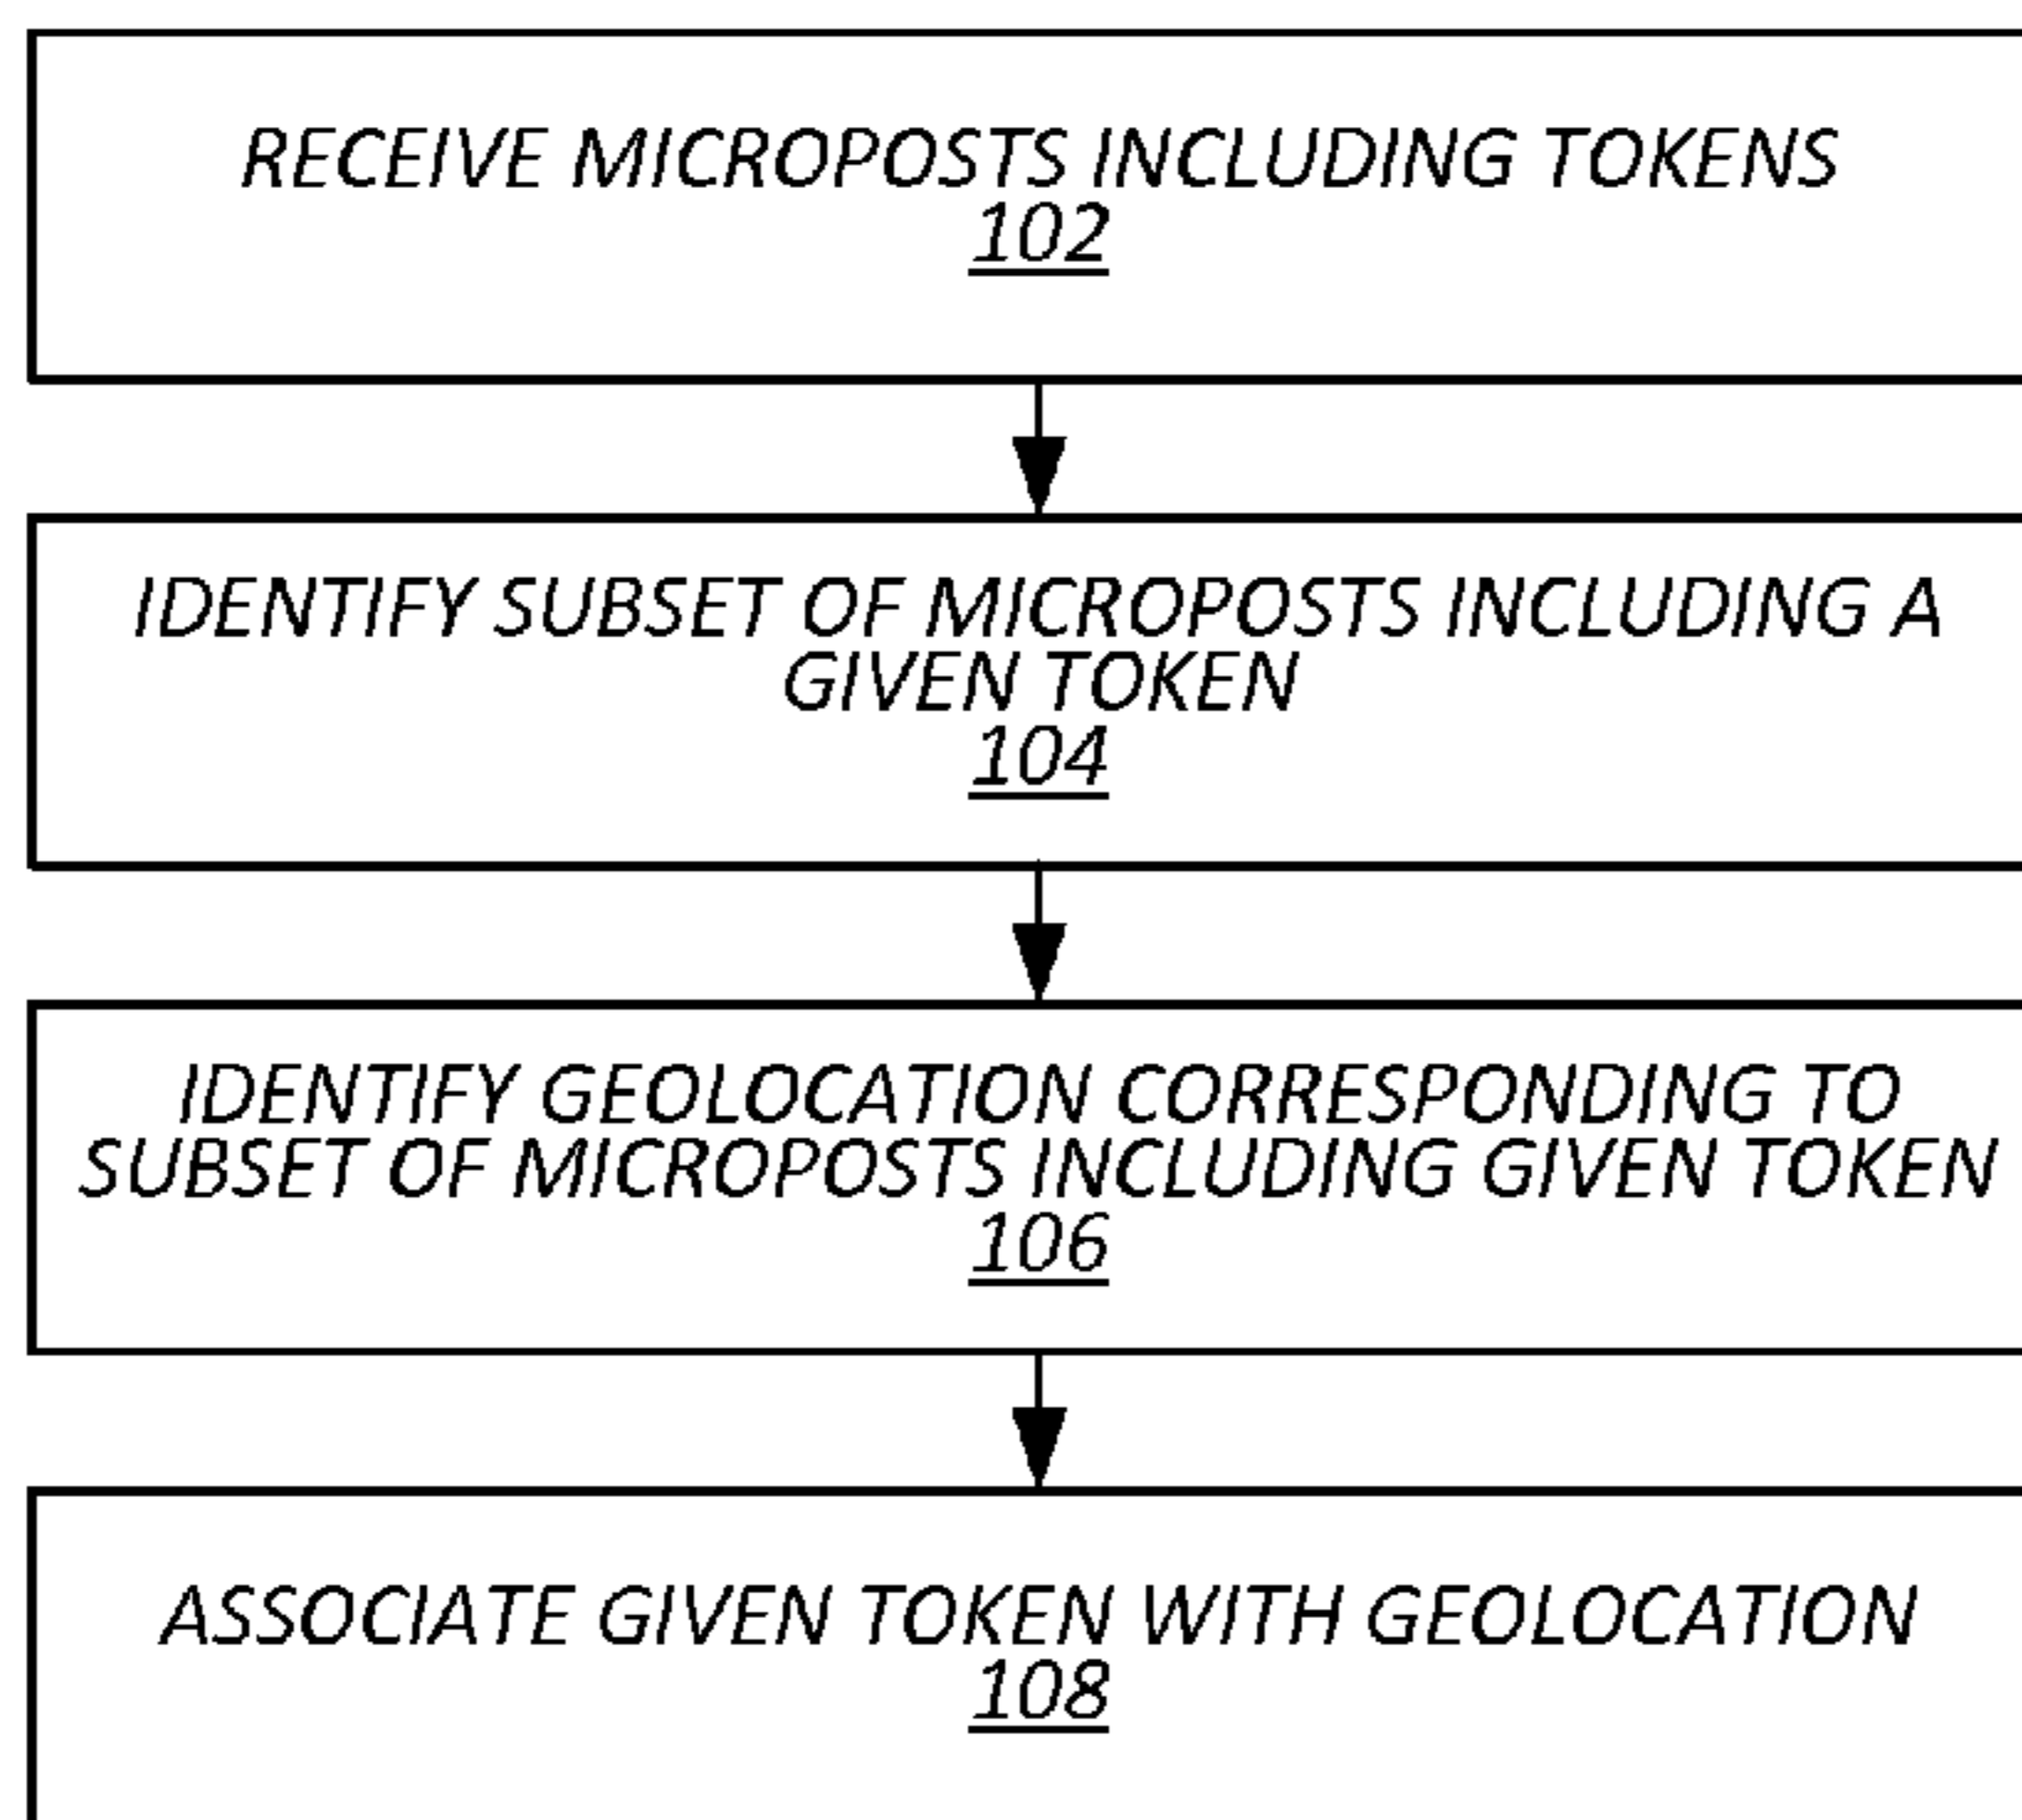 RECEIVE MICROPOSTS INCLUDING TOKENS
102
IDENTIFY SUBSET OF MICROPOSTS INCLUDING A
GIVEN TOKEN
104
IDENTIFY GEOLOCATION CORRESPONDING TO
SUBSET OF MICROPOSTS INCLUDING GIVEN TOKEN
106
ASSOCIATE GIVEN TOKEN WITH GEOLOCATION
108